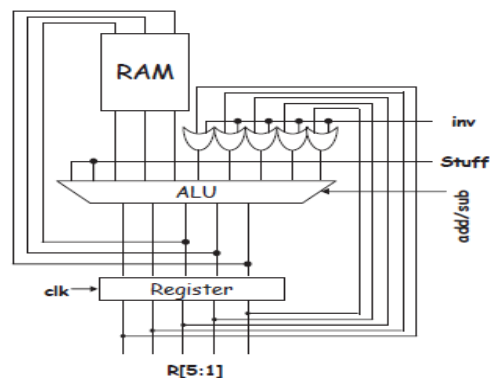 RAM
inv
Stuff
ALU
add/sub
clk
Register
R[5:1]